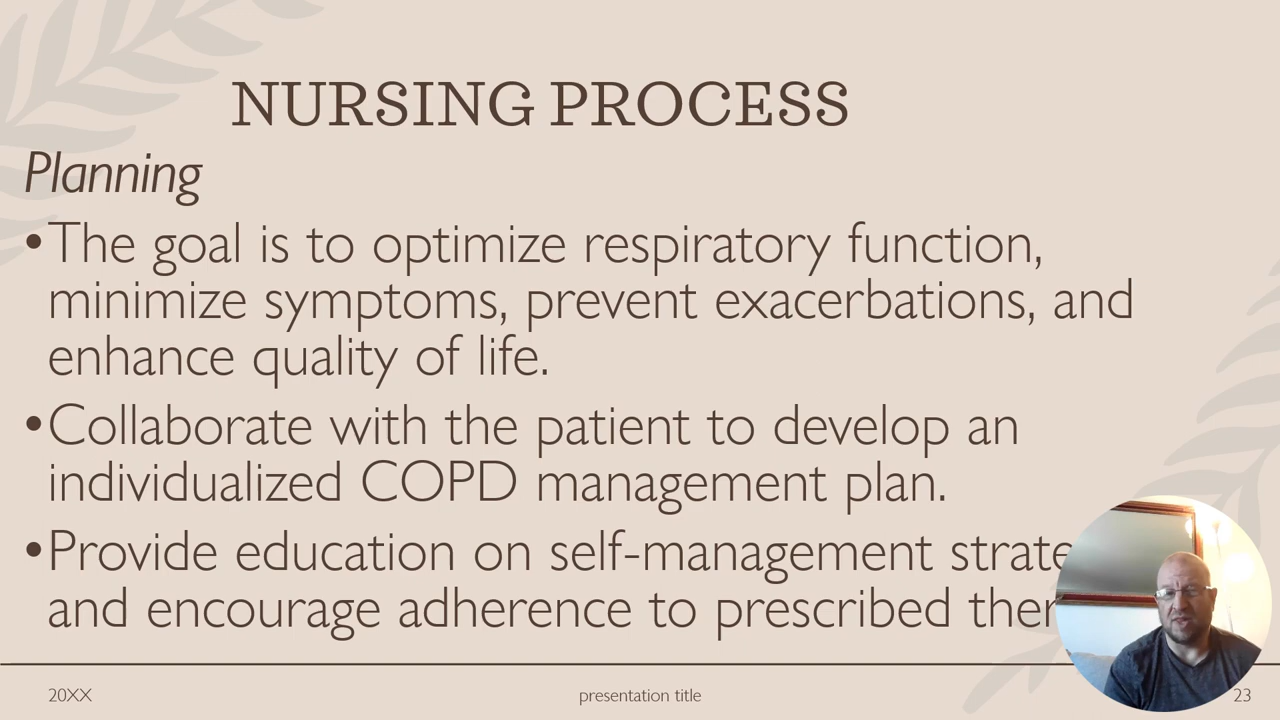 NURSING PROCESS
Planning
•The goal is to optimize respiratory function,
minimize symptoms, prevent exacerbations, and
enhance quality of life.
•Collaborate with the patient to develop an
individualized COPD management plan.
•Provide education on self-management
and encourage adherence to prescribed
20XX
presentation title
23